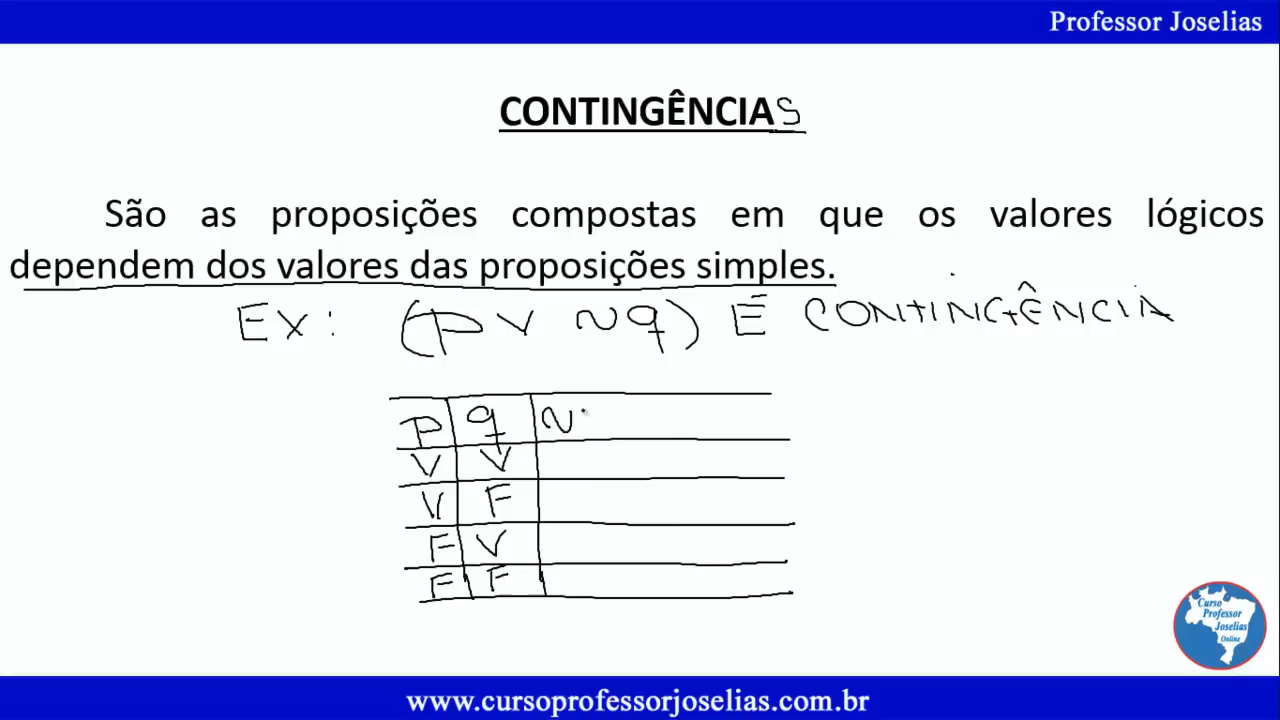 Professor Joselias
CONTINGÊNCIAS
São as proposições compostas em que os valores lógicos
dependem dos valores das proposições simples.
EX: (p ∨ ~q) É CONTINGÊNCIA
p q ~
V V
V F
F V
F F
Curso
Professor
Joselias
Online
www.cursoprofessorjoselias.com.br